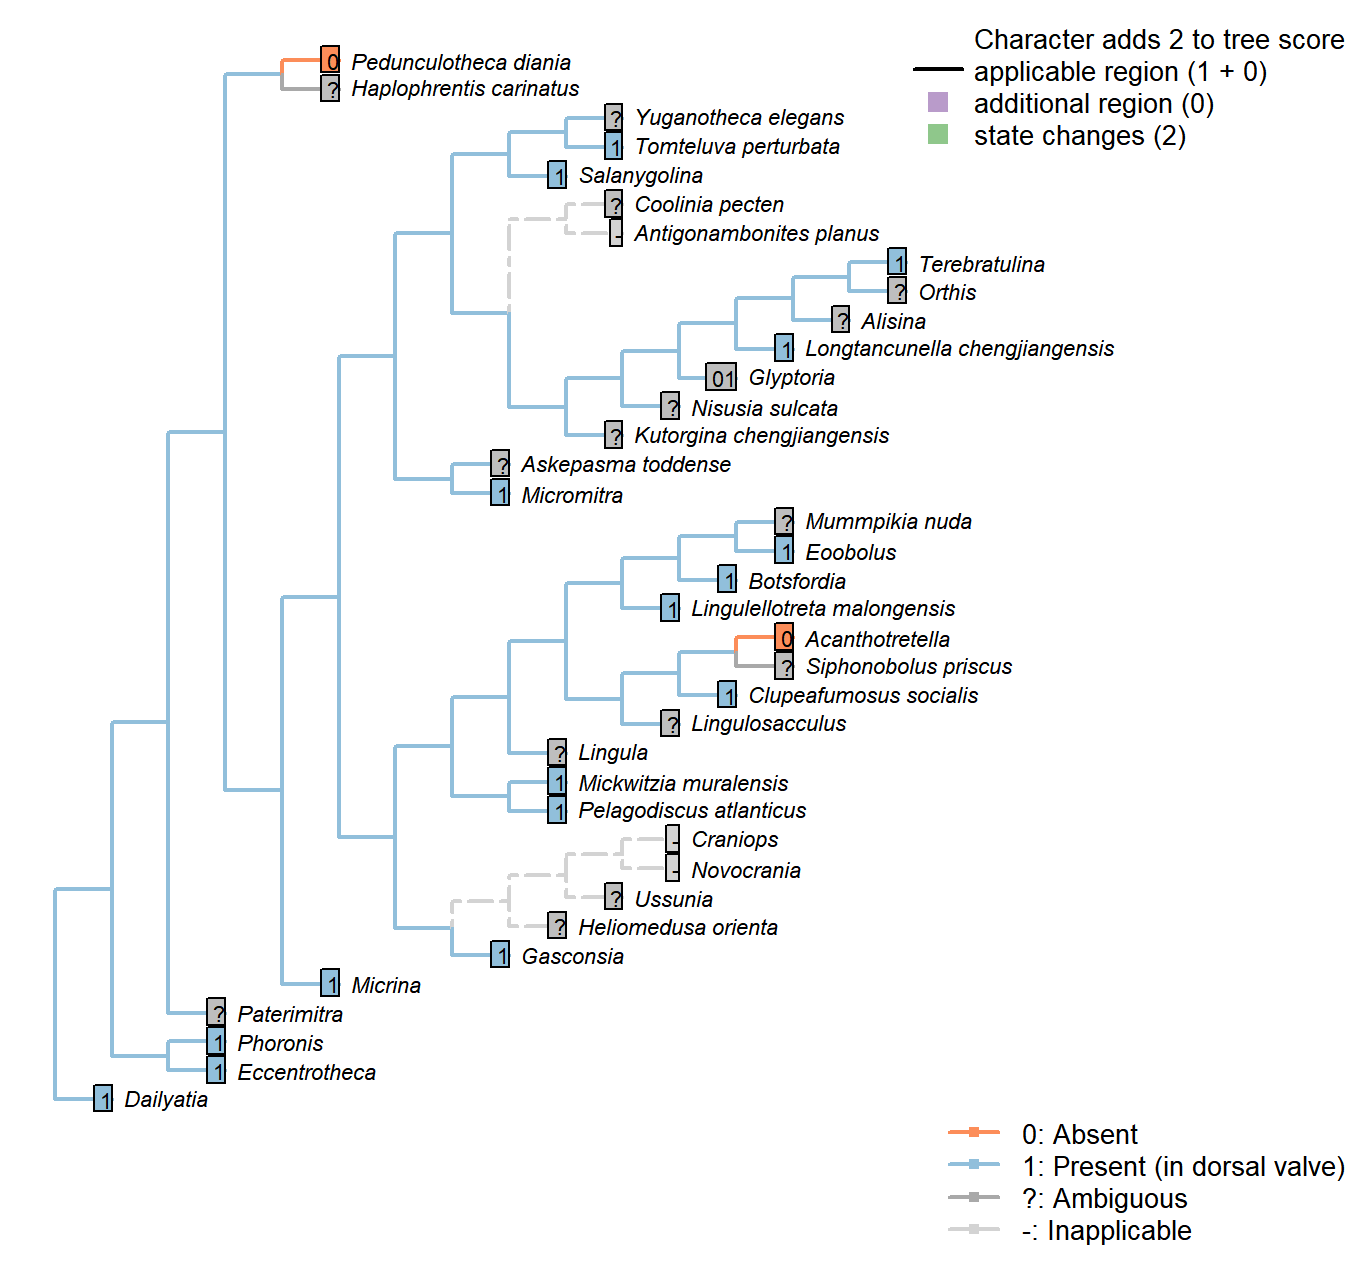 Character adds 2 to tree score
applicable region (1 + 0)
additional region (0)
state changes (2)
0 Pedunculotheca diania
? Haplophrentis carinatus
? Yuganotheca elegans
1 Tomteluva perturbata
1 Salanygolina
? Coolinia pecten
- Antigonambonites planus
1 Terebratulina
? Orthis
? Alisina
1 Longtancunella chengjiangensis
01 Glyptoria
? Nisusia sulcata
? Kutorgina chengjiangensis
? Askepasma toddense
1 Micromitra
? Mummpikia nuda
1 Eoobolus
1 Botsfordia
1 Lingulellotreta malongensis
0 Acanthotretella
? Siphonobolus priscus
1 Clupeafumosus socialis
? Lingulosacculus
? Lingula
1 Mickwitzia muralensis
1 Pelagodiscus atlanticus
- Craniops
- Novocrania
? Ussunia
? Heliomedusa orienta
1 Gasconsia
1 Micrina
? Paterimitra
1 Phoronis
1 Eccentrotheca
1 Dailyatia
0: Absent
1: Present (in dorsal valve)
?: Ambiguous
-: Inapplicable